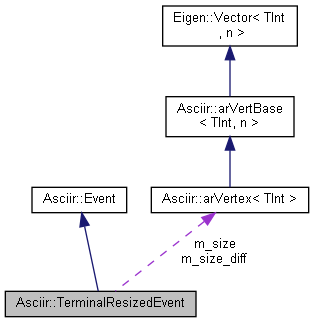 Eigen::Vector< TInt
, n >
Asciir::arVertBase
< TInt, n >
Asciir::Event
Asciir::arVertex< TInt >
m_size
m_size_diff
Asciir::TerminalResizedEvent